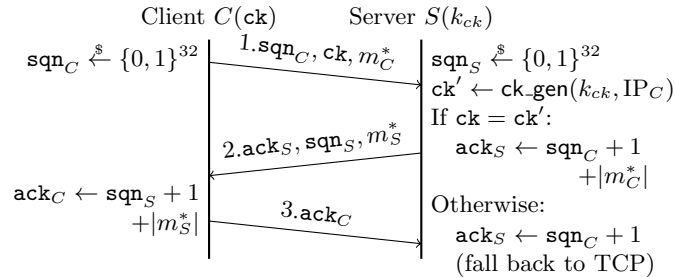 Client C(ck) Server S(k_ck)
sqn_C ←$ {0, 1}^32
1.sqn_C, ck, m*_C
sqn_S ←$ {0, 1}^32
ck′ ← ck_gen(k_ck, IP_C)
If ck = ck′:
ack_S ← sqn_C + 1
+|m*_C|
2.ack_S, sqn_S, m*_S
ack_C ← sqn_S + 1
+|m*_S|
3.ack_C
Otherwise:
ack_S ← sqn_C + 1
(fall back to TCP)